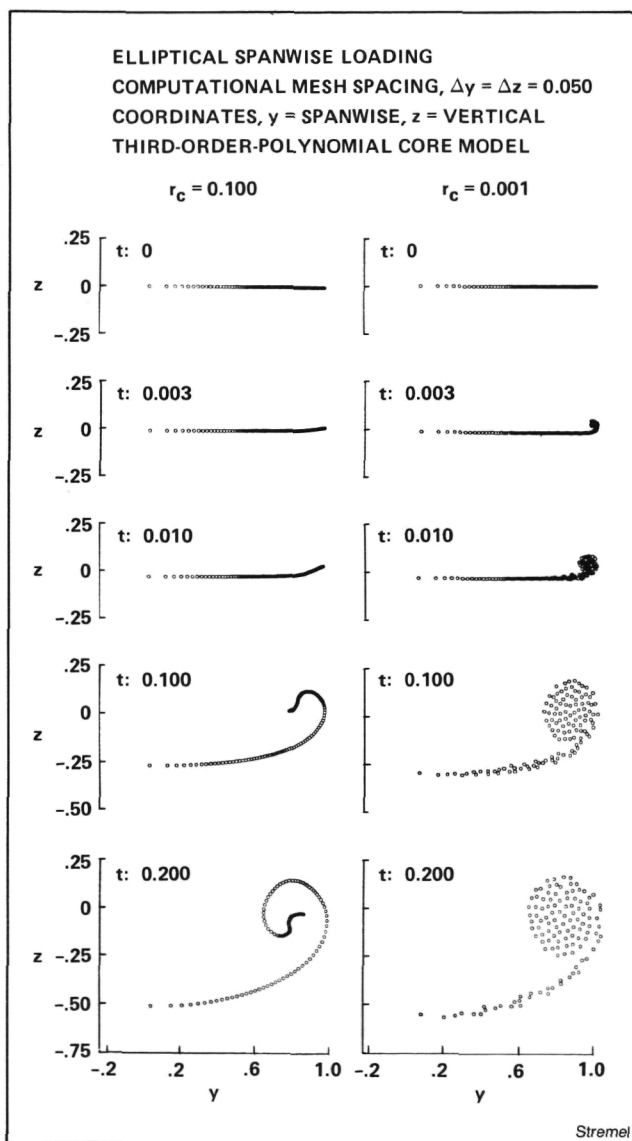 ELLIPTICAL SPANWISE LOADING
COMPUTATIONAL MESH SPACING, Δy = Δz = 0.050
COORDINATES, y = SPANWISE, z = VERTICAL
THIRD-ORDER-POLYNOMIAL CORE MODEL
rc = 0.100 rc = 0.001
.25
t: 0 t: 0
z 0
-.25
.25
t: 0.003 t: 0.003
z 0
-.25
.25
t: 0.010 t: 0.010
z 0
-.25
.25
t: 0.100 t: 0.100
0
z
-.25
-.50
.25
t: 0.200 t: 0.200
0
z -.25
-.50
-.75
-.2 .2 .6 1.0 -.2 .2 .6 1.0
y y
Stremel